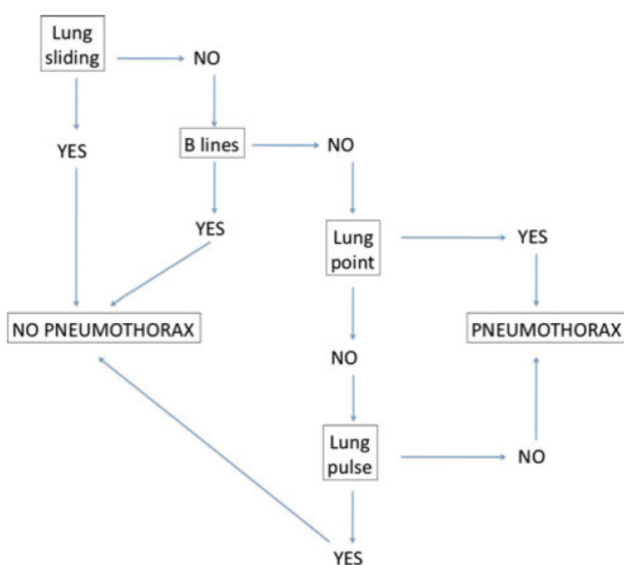 Lung
sliding
NO
YES
B lines
NO
YES
Lung
point
YES
NO PNEUMOTHORAX
PNEUMOTHORAX
NO
Lung
pulse
NO
YES